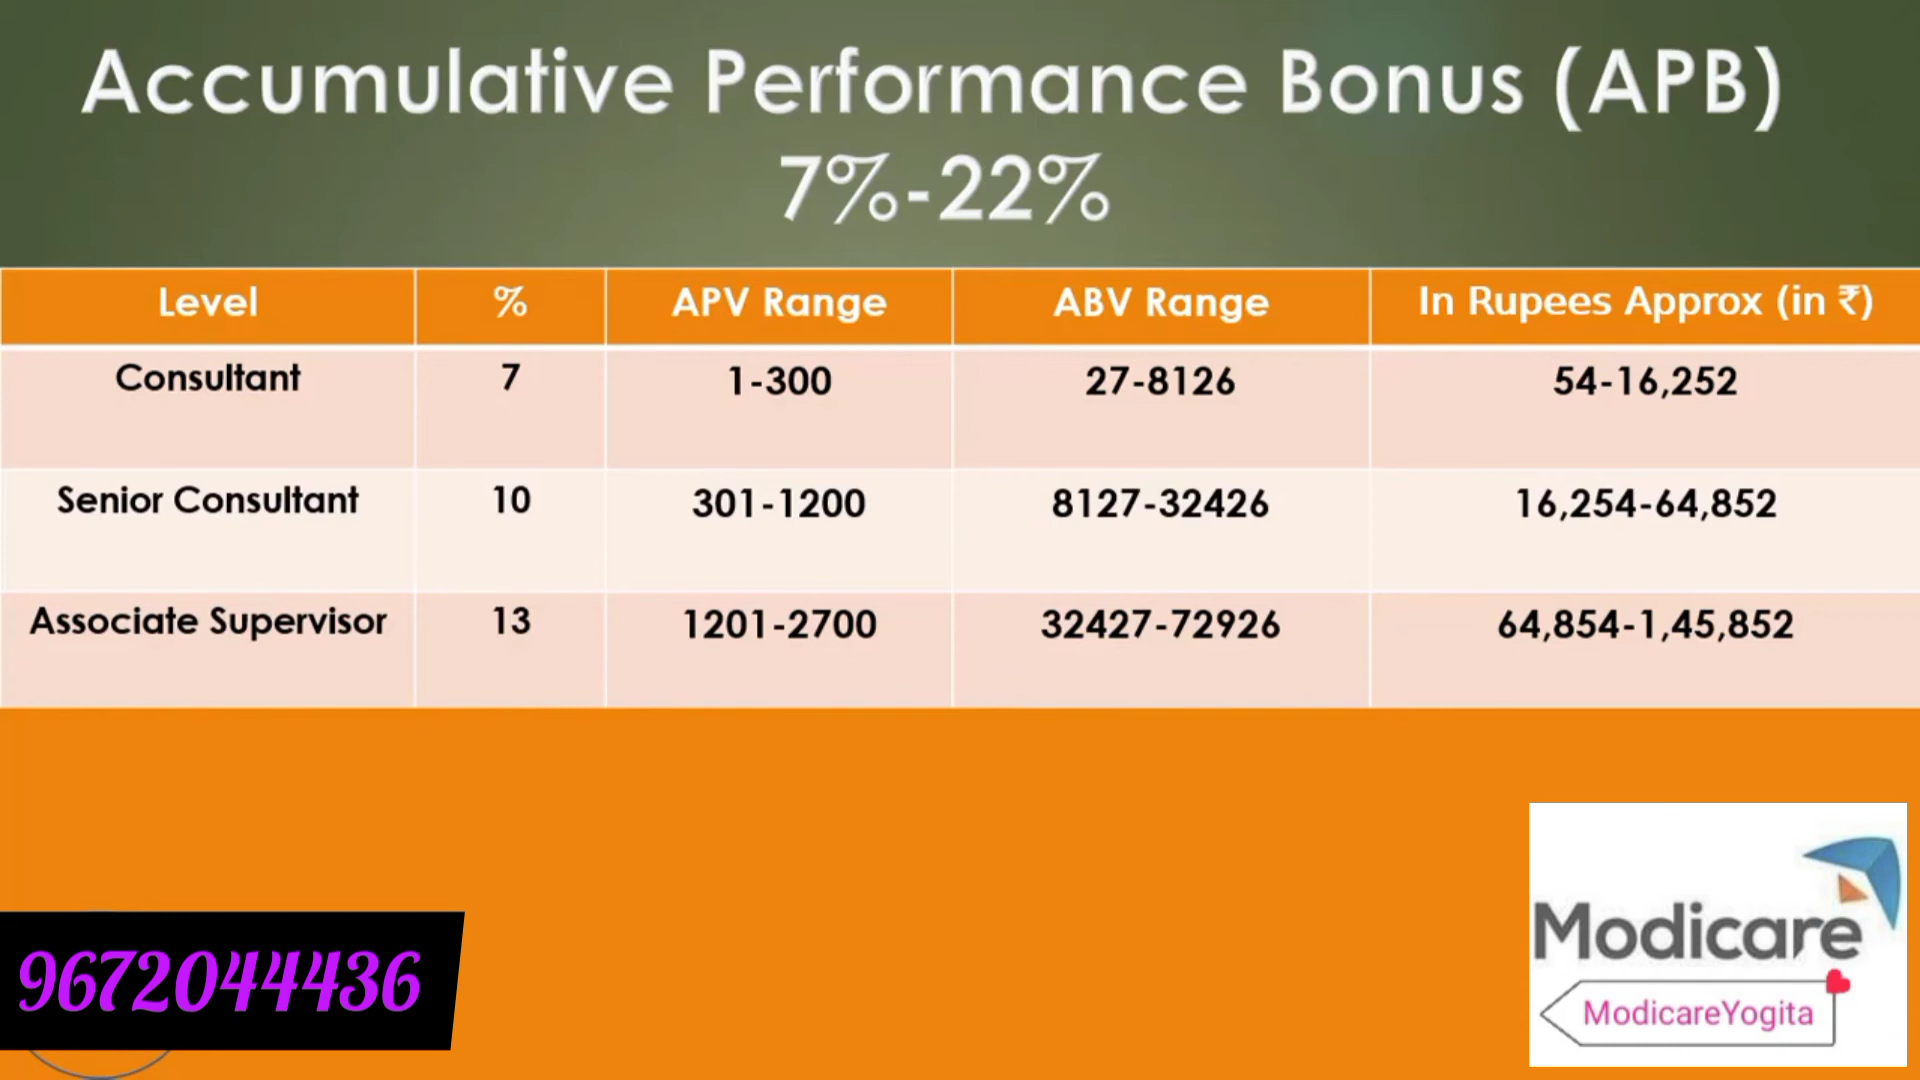 Accumulative Performance Bonus (APB)
7%-22%
Level % APV Range ABV Range In Rupees Approx (in ₹)
Consultant 7 1-300 27-8126 54-16,252
Senior Consultant 10 301-1200 8127-32426 16,254-64,852
Associate Supervisor 13 1201-2700 32427-72926 64,854-1,45,852
Modicare
9672044436
ModicareYogita